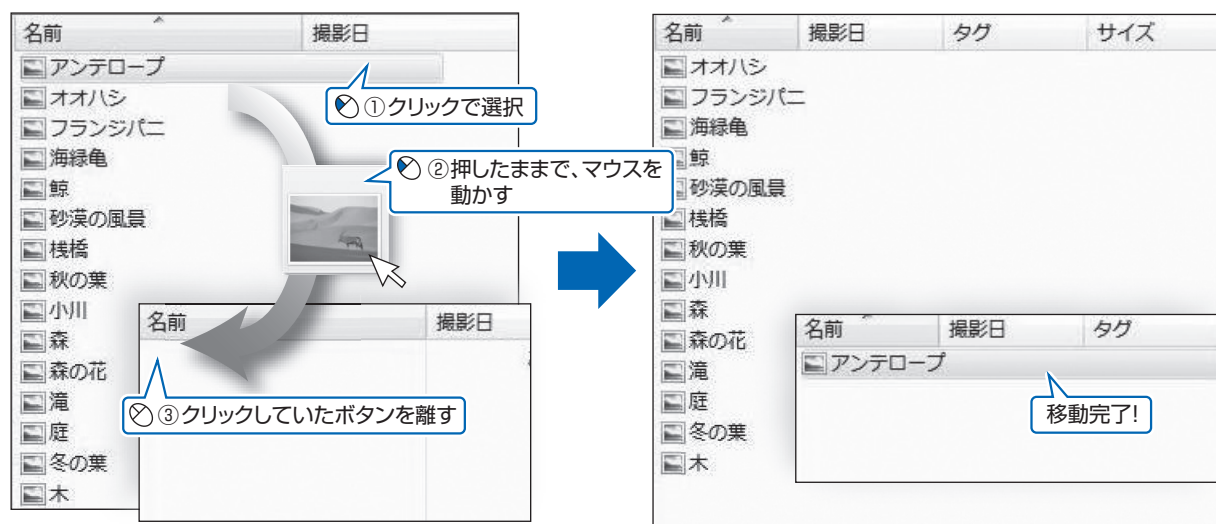 名前 撮影日
アンテロープ
オオハシ
フランジパニ
海緑亀
鯨
砂漠の風景
桟橋
秋の葉
小川
森
森の花
滝
庭
冬の葉
木
①クリックで選択
②押したままで、マウスを
動かす
名前 撮影日
③クリックしていたボタンを離す
名前 撮影日 タグ サイズ
オオハシ
フランジパニ
海緑亀
鯨
砂漠の風景
桟橋
秋の葉
小川
森
森の花
滝
庭
冬の葉
木
名前 撮影日 タグ
アンテロープ
移動完了!